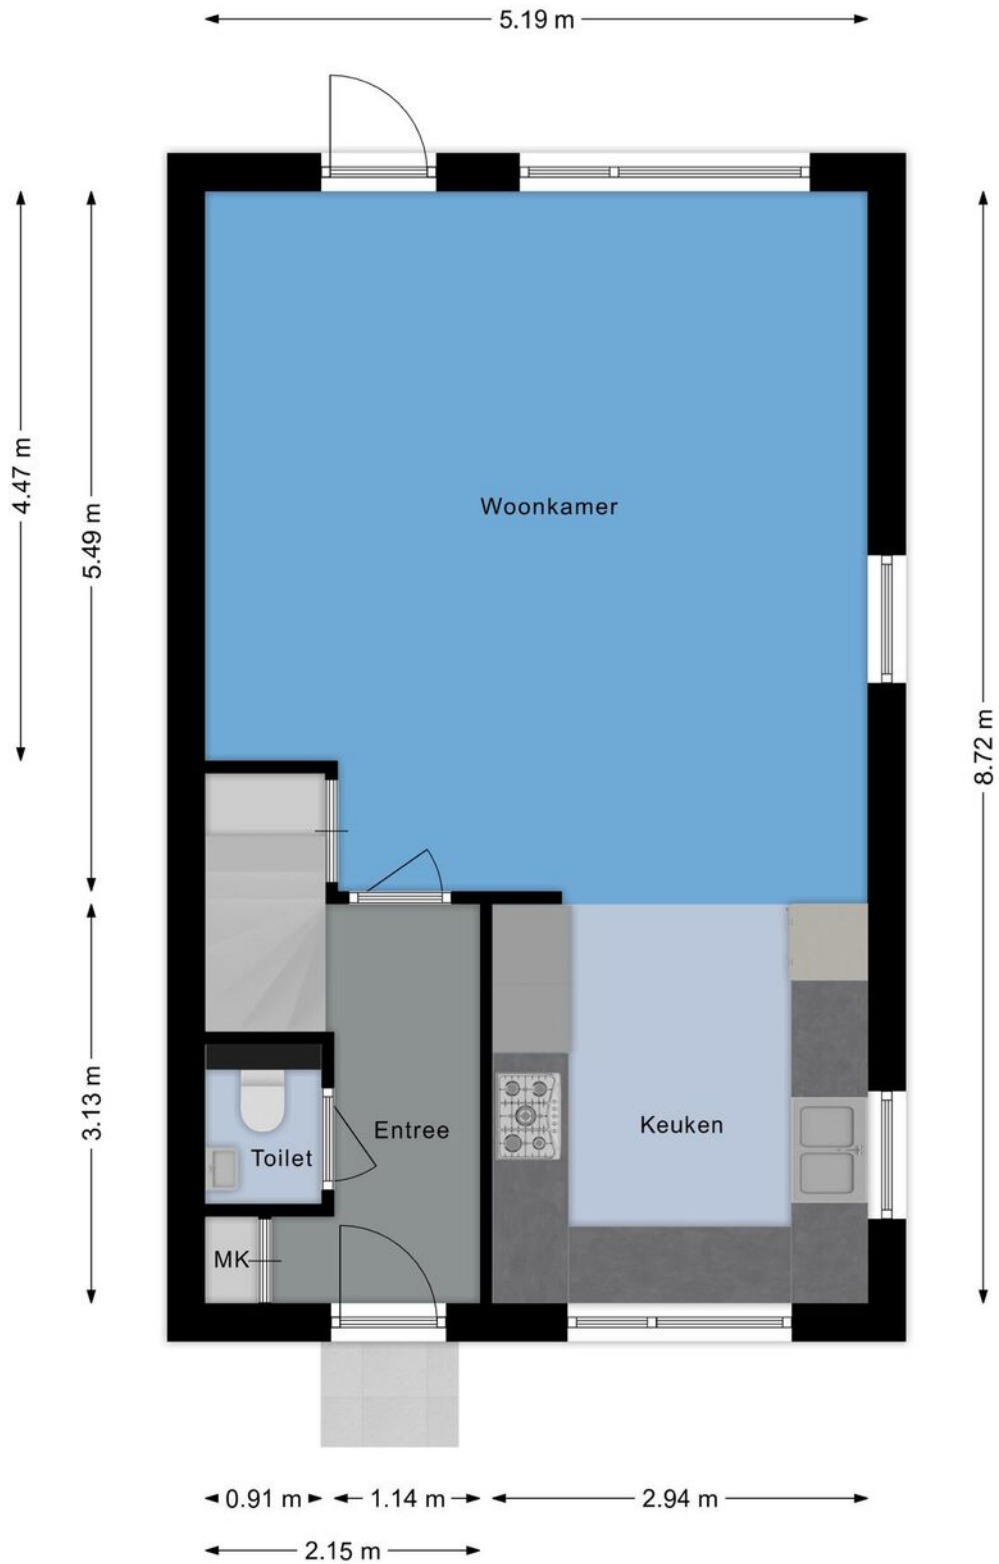 5.19 m
4.47 m
5.49 m
Woonkamer
8.72 m
3.13 m
Keuken
Entree
Toilet
MK
0.91 m
1.14 m
2.94 m
2.15 m